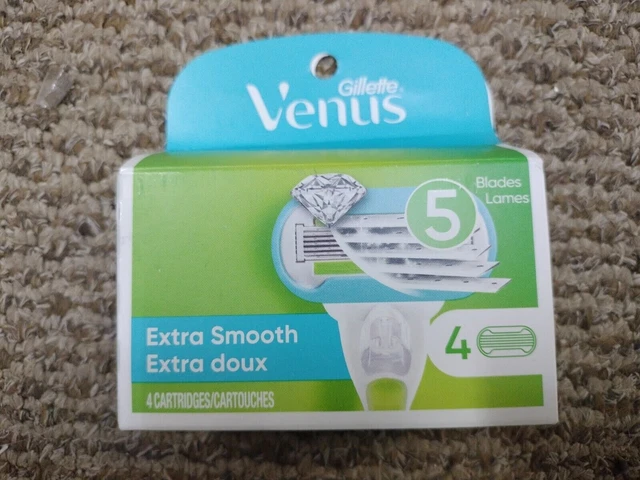 Gillette
Venus
5
Blades
Lames
Extra Smooth
Extra doux
4
4 CARTRIDGES/CARTOUCHES